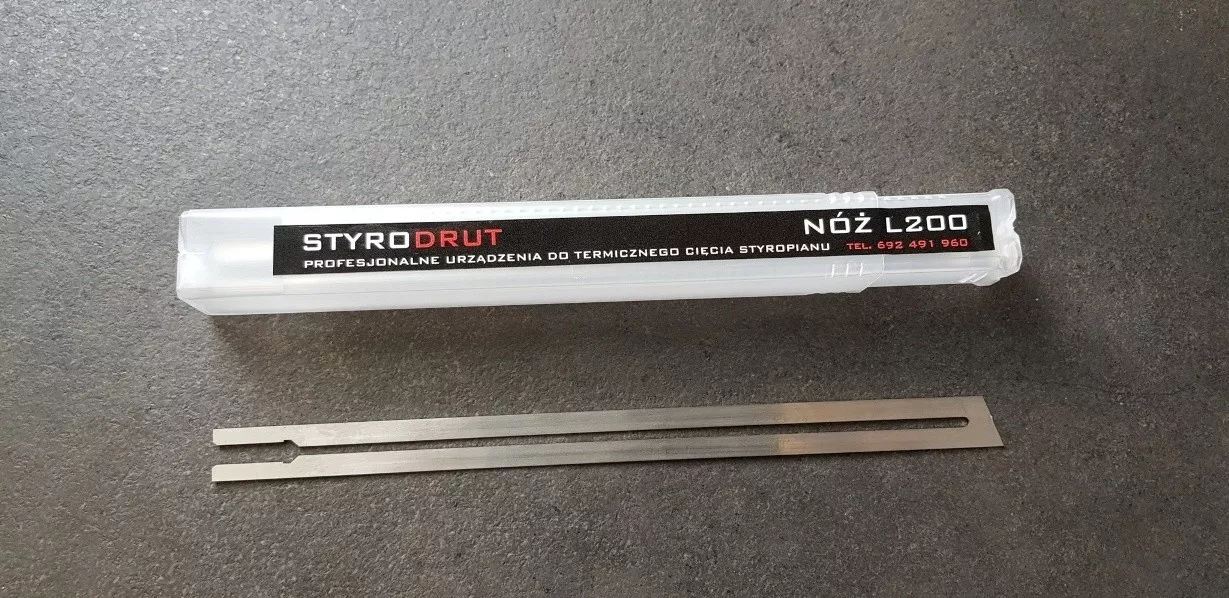 STYRODRUT
PROFESJONALNE URZĄDZENIA DO TERMICZNEGO CIĘCIA STYROPIANU
NÓŻ L200
TEL. 692 491 960